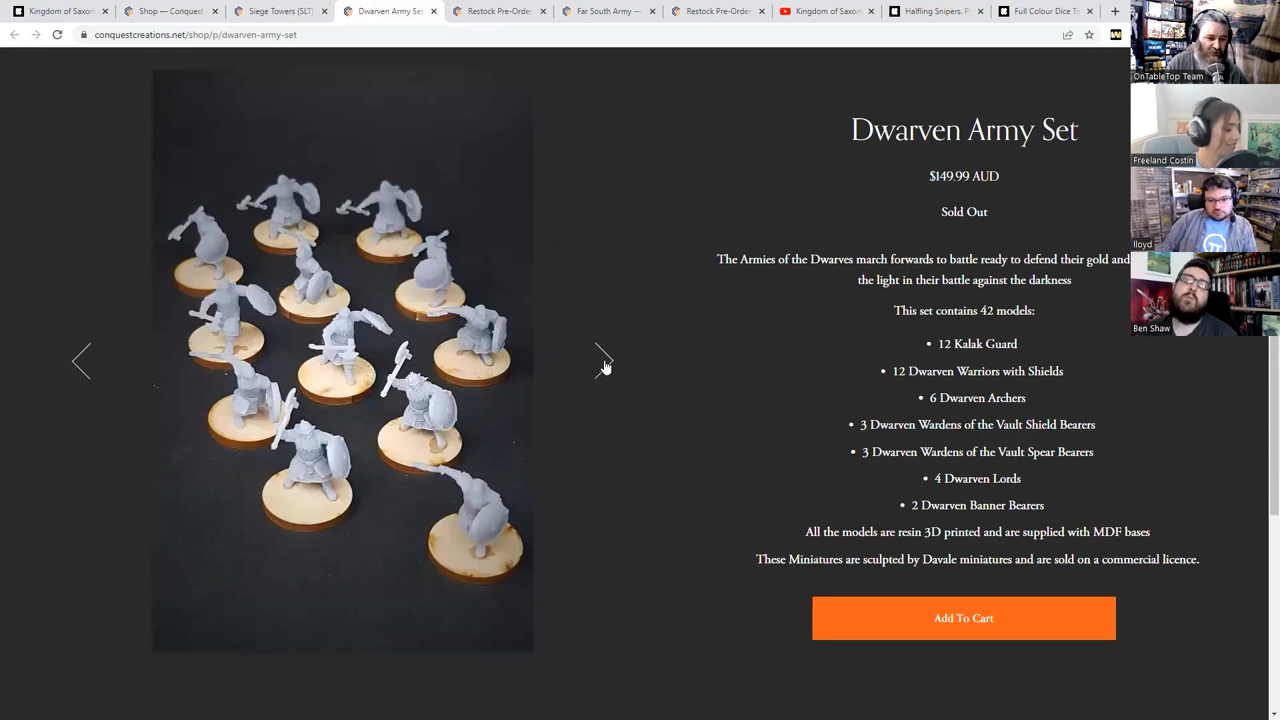 Kingdom of Saxon
Shop — Conquest
Siege Towers (SLT)
Dwarven Army Set
Restock Pre-Order
Far South Army —
Restock Pre-Order
Kingdom of Saxon
Halfling Snipers. P
Full Colour Dice To
conquestcreations.net/shop/p/dwarven-army-set
OnTableTop Team
Freeland Costin
lloyd
Ben Shaw
Dwarven Army Set
$149.99 AUD
Sold Out
The Armies of the Dwarves march forwards to battle ready to defend their gold and
the light in their battle against the darkness
This set contains 42 models:
• 12 Kalak Guard
• 12 Dwarven Warriors with Shields
• 6 Dwarven Archers
• 3 Dwarven Wardens of the Vault Shield Bearers
• 3 Dwarven Wardens of the Vault Spear Bearers
• 4 Dwarven Lords
• 2 Dwarven Banner Bearers
All the models are resin 3D printed and are supplied with MDF bases
These Miniatures are sculpted by Davale miniatures and are sold on a commercial licence.
Add To Cart